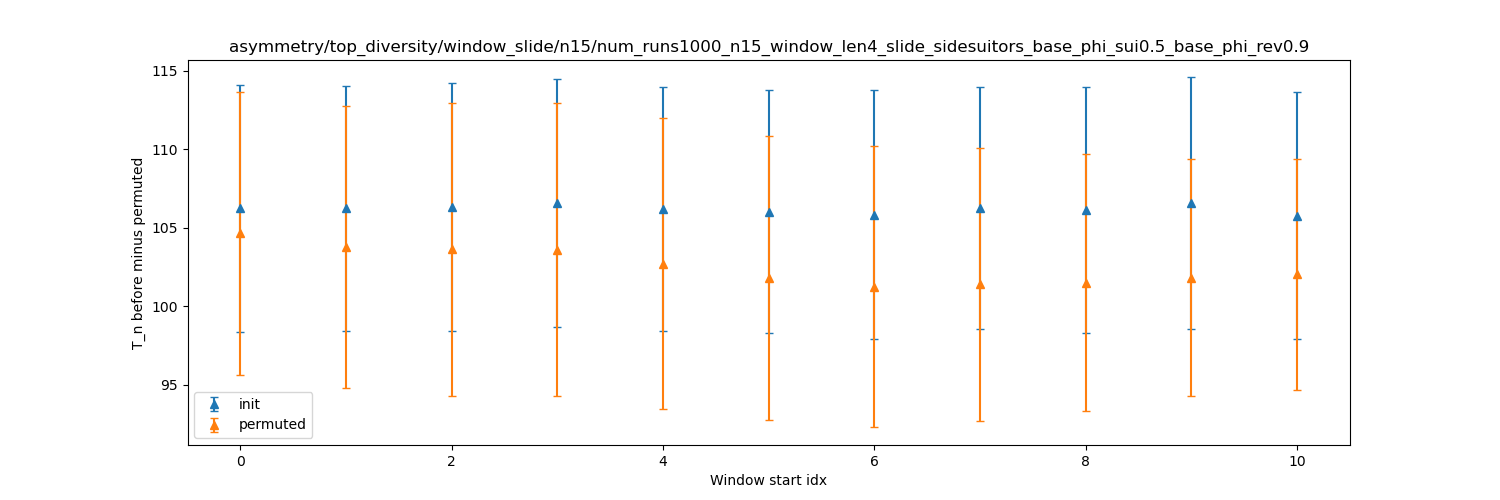 asymmetry/top_diversity/window_slide/n15/num_runs1000_n15_window_len4_slide_sidesuitors_base_phi_sui0.5_base_phi_rev0.9
115
110
105
100
95
T_n before minus permuted
init
permuted
0
2
4
6
8
10
Window start idx